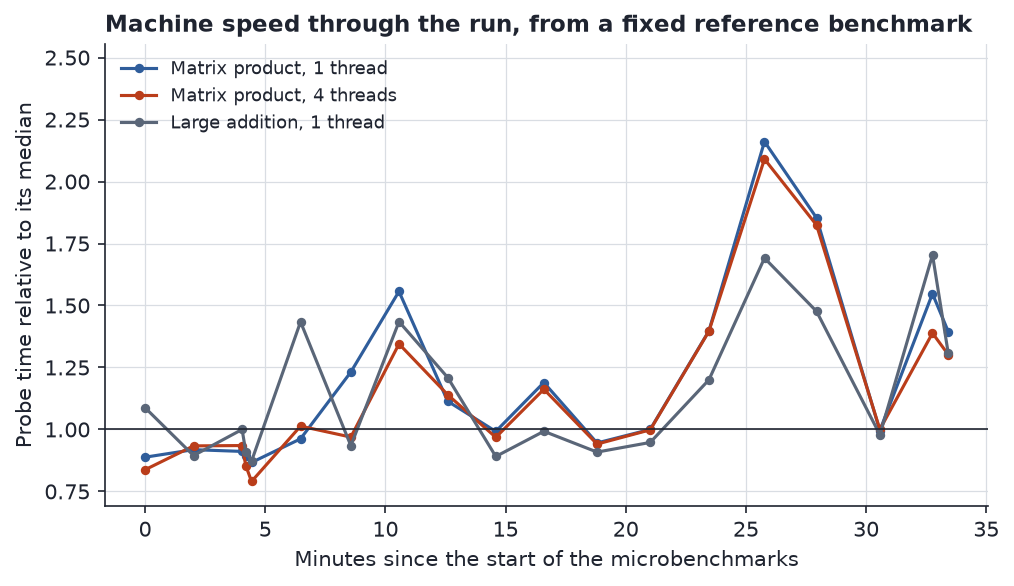 Machine speed through the run, from a fixed reference benchmark
Matrix product, 1 thread
Matrix product, 4 threads
Large addition, 1 thread
Probe time relative to its median
2.50
2.25
2.00
1.75
1.50
1.25
1.00
0.75
0 5 10 15 20 25 30 35
Minutes since the start of the microbenchmarks